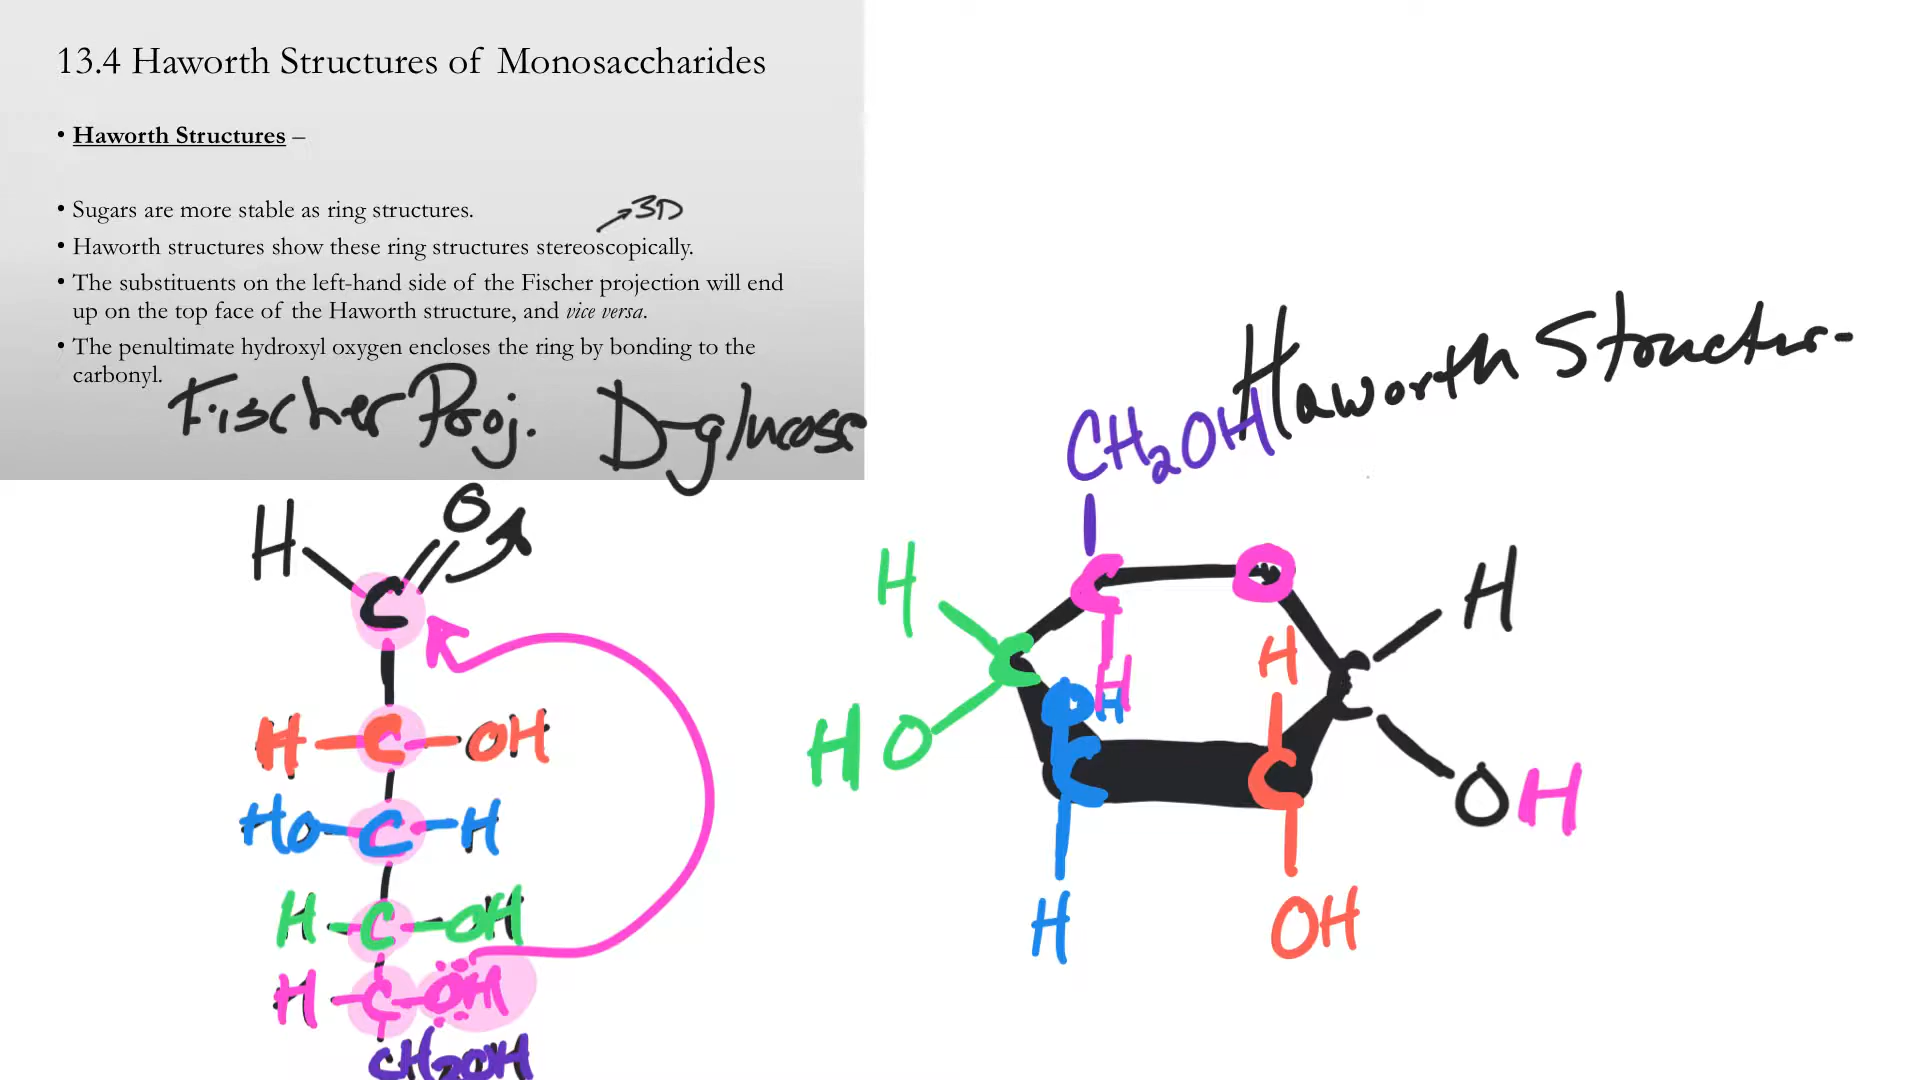 13.4 Haworth Structures of Monosaccharides
• Haworth Structures –
• Sugars are more stable as ring structures.
3D
• Haworth structures show these ring structures stereoscopically.
• The substituents on the left-hand side of the Fischer projection will end
up on the top face of the Haworth structure, and vice versa.
• The penultimate hydroxyl oxygen encloses the ring by bonding to the
carbonyl.
Fischer Proj. D-glucose
H O
C
H C OH
HO C H
H C OH
H C OH
CH2OH
Haworth Structur-
CH2OH
H C O H
H
C C
HO OH H
C C OH
H OH